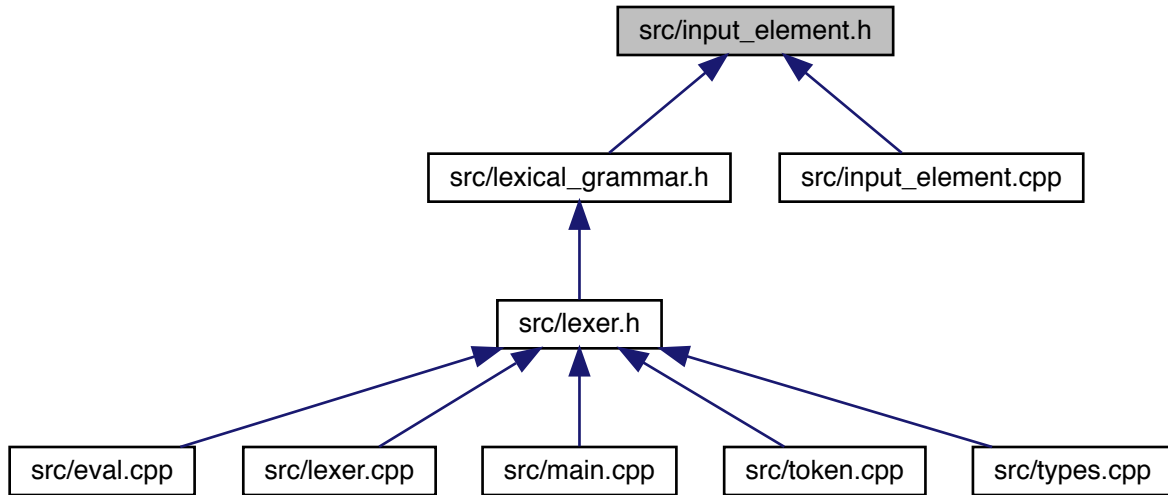 src/input_element.h
src/lexical_grammar.h
src/input_element.cpp
src/lexer.h
src/eval.cpp
src/lexer.cpp
src/main.cpp
src/token.cpp
src/types.cpp